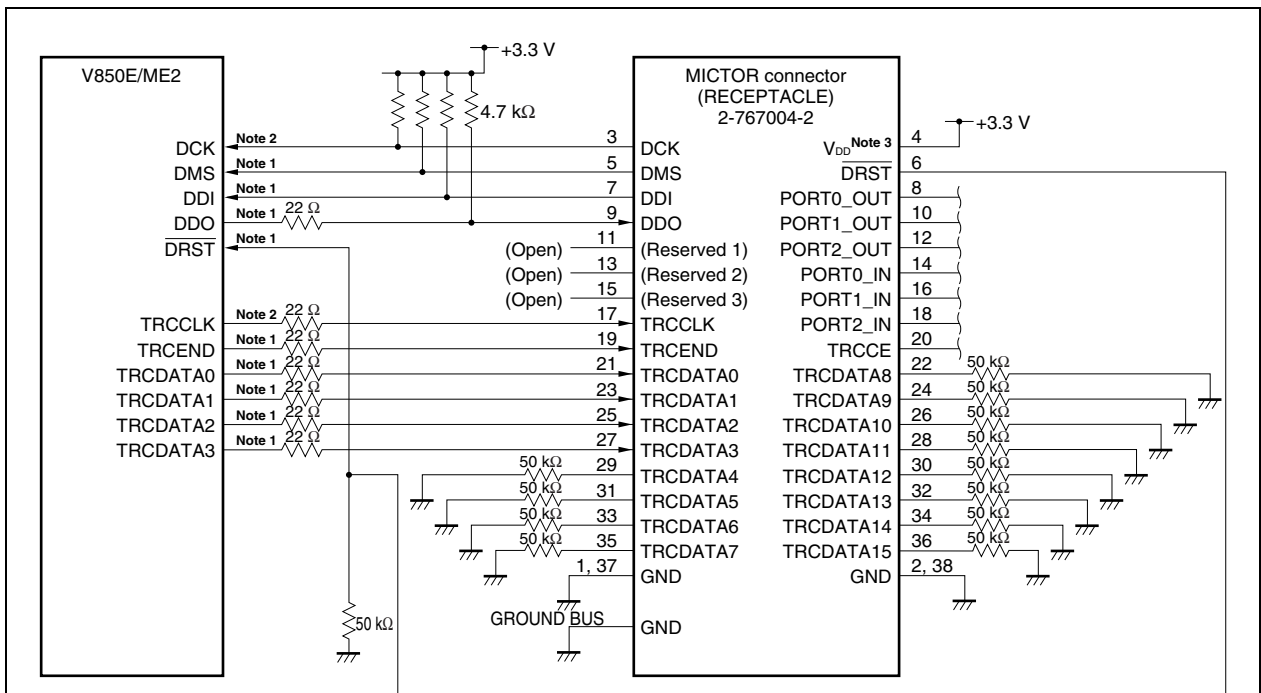 +3.3 V
V850E/ME2
MICTOR connector
(RECEPTACLE)
2-767004-2
4.7 kΩ
+3.3 V
DCK Note 2 3 DCK VDD Note 3 4
DMS Note 1 5 DMS DRST 6
DDI Note 1 7 DDI PORT0_OUT 8
DDO Note 1 22 Ω 9 DDO PORT1_OUT 10
DRST Note 1 (Open) 11 (Reserved 1) PORT2_OUT 12
(Open) 13 (Reserved 2) PORT0_IN 14
(Open) 15 (Reserved 3) PORT1_IN 16
TRCCLK Note 2 22 Ω 17 TRCCLK PORT2_IN 18
TRCEND Note 1 22 Ω 19 TRCEND TRCCE 20
TRCDATA0 Note 1 22 Ω 21 TRCDATA0 TRCDATA8 22 50 kΩ
TRCDATA1 Note 1 22 Ω 23 TRCDATA1 TRCDATA9 24 50 kΩ
TRCDATA2 Note 1 22 Ω 25 TRCDATA2 TRCDATA10 26 50 kΩ
TRCDATA3 Note 1 22 Ω 27 TRCDATA3 TRCDATA11 28 50 kΩ
50 kΩ 29 TRCDATA4 TRCDATA12 30 50 kΩ
50 kΩ 31 TRCDATA5 TRCDATA13 32 50 kΩ
50 kΩ 33 TRCDATA6 TRCDATA14 34 50 kΩ
50 kΩ 35 TRCDATA7 TRCDATA15 36 50 kΩ
1, 37 GND GND 2, 38
50 kΩ GROUND BUS GND